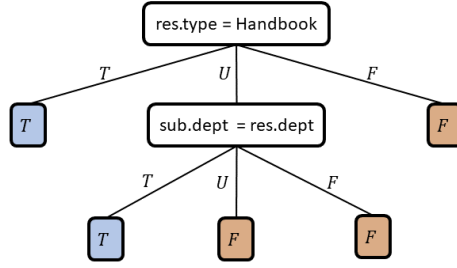 res.type = Handbook
T U F
T sub.dept = res.dept F
T U F
T F F